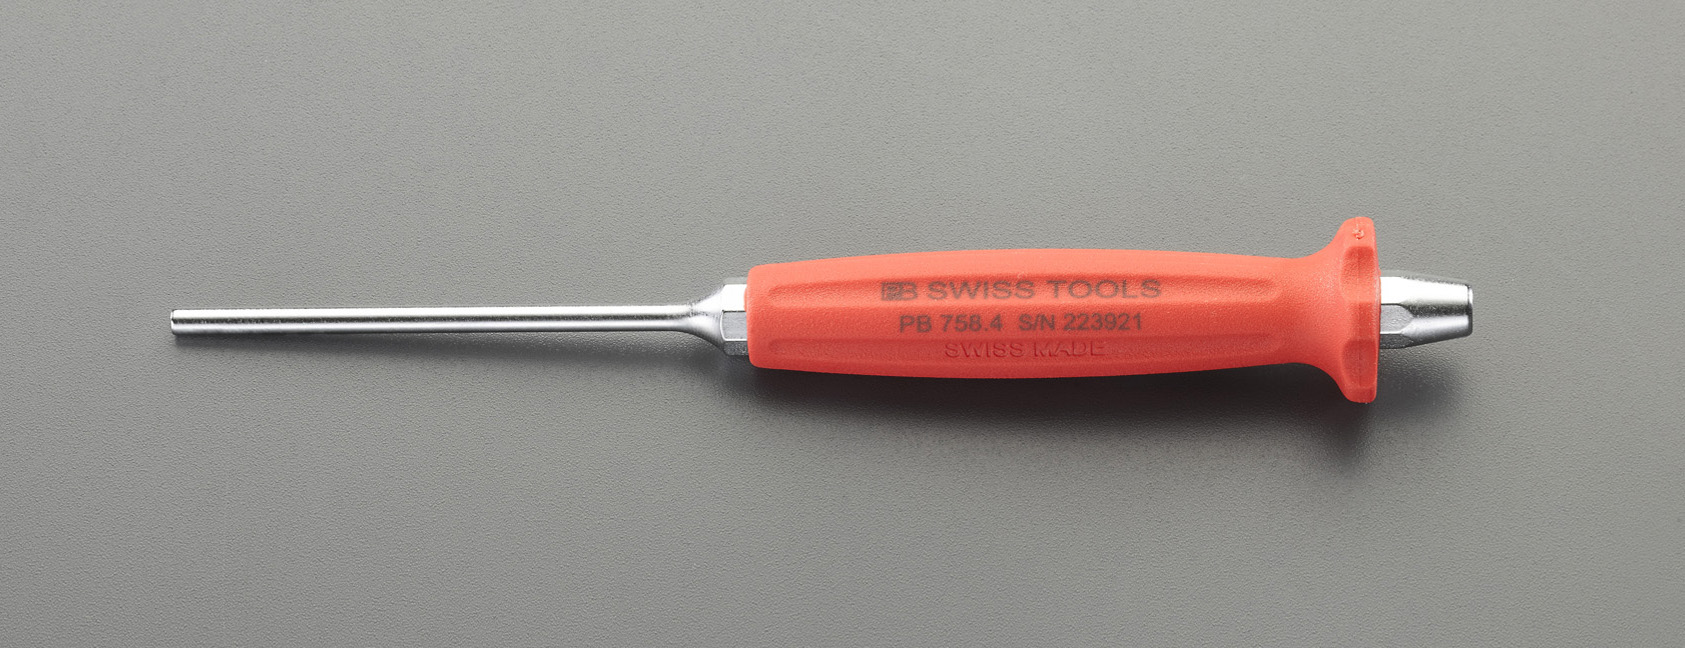 PB SWISS TOOLS
PB 758.4 S/N 223921
SWISS MADE